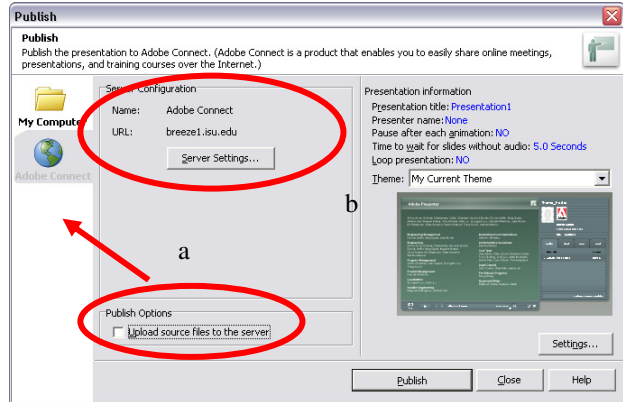 Publish
Publish
Publish the presentation to Adobe Connect. (Adobe Connect is a product that enables you to easily share online meetings,
presentations, and training courses over the Internet.)
My Computer
Adobe Connect
Server Configuration
Name: Adobe Connect
URL: breeze1.isu.edu
Server Settings...
a
Publish Options
Upload source files to the server
b
Presentation information
Presentation title: Presentation1
Presenter name: None
Pause after each animation: NO
Time to wait for slides without audio: 5.0 Seconds
Loop presentation: NO
Theme: My Current Theme
Adobe Presenter
Settings...
Publish Close Help